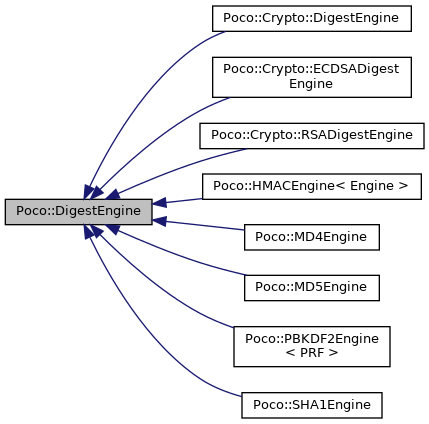 Poco::Crypto::DigestEngine
Poco::Crypto::ECDSADigest
Engine
Poco::Crypto::RSADigestEngine
Poco::HMACEngine< Engine >
Poco::DigestEngine
Poco::MD4Engine
Poco::MD5Engine
Poco::PBKDF2Engine
< PRF >
Poco::SHA1Engine